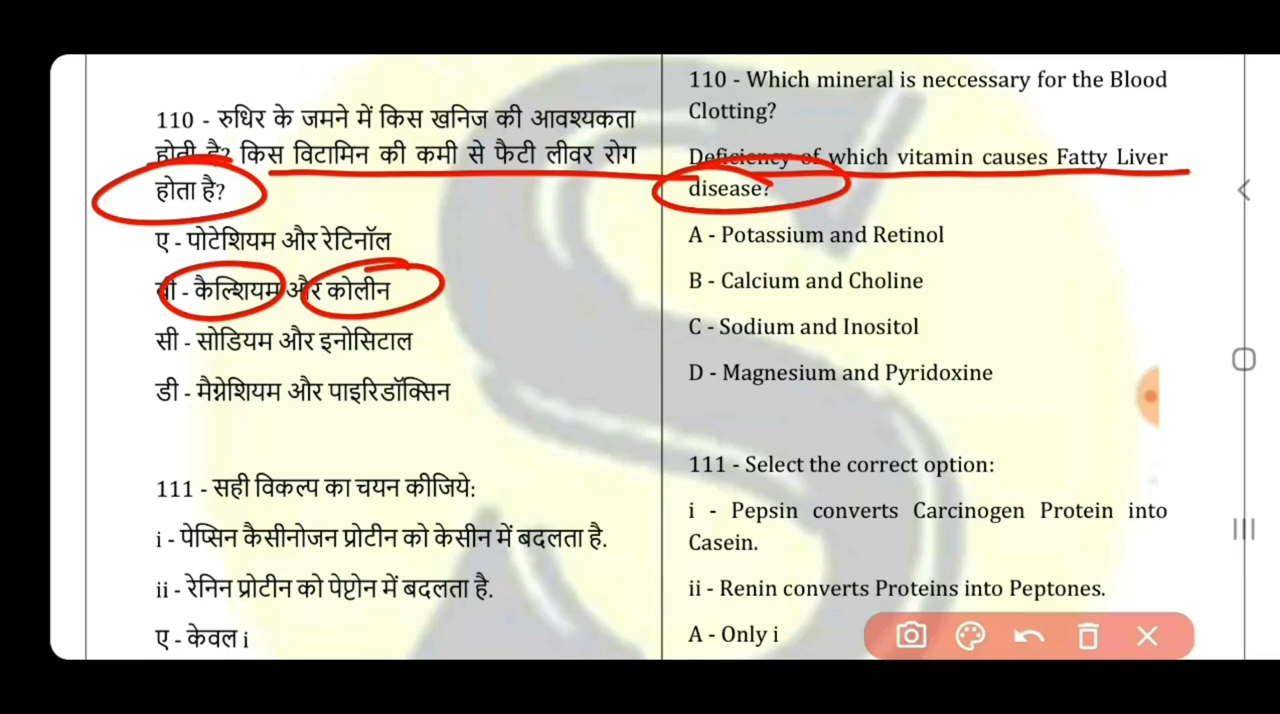 110 - रुधिर के जमने में किस खनिज की आवश्यकता
होती है? किस विटामिन की कमी से फैटी लीवर रोग
होता है?
ए - पोटेशियम और रेटिनॉल
बी - कैल्शियम और कोलीन
सी - सोडियम और इनोसिटाल
डी - मैग्नेशियम और पाइरिडॉक्सिन
111 - सही विकल्प का चयन कीजिये:
i - पेप्सिन कैसीनोजन प्रोटीन को केसीन में बदलता है.
ii - रेनिन प्रोटीन को पेप्टोन में बदलता है.
ए - केवल i
110 - Which mineral is neccessary for the Blood
Clotting?
Deficiency of which vitamin causes Fatty Liver
disease?
A - Potassium and Retinol
B - Calcium and Choline
C - Sodium and Inositol
D - Magnesium and Pyridoxine
111 - Select the correct option:
i - Pepsin converts Carcinogen Protein into
Casein.
ii - Renin converts Proteins into Peptones.
A - Only i